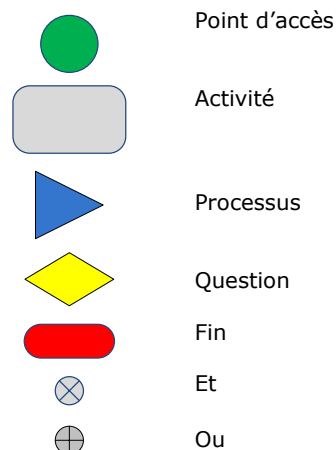 Point d’accès
Activité
Processus
Question
Fin
Et
Ou